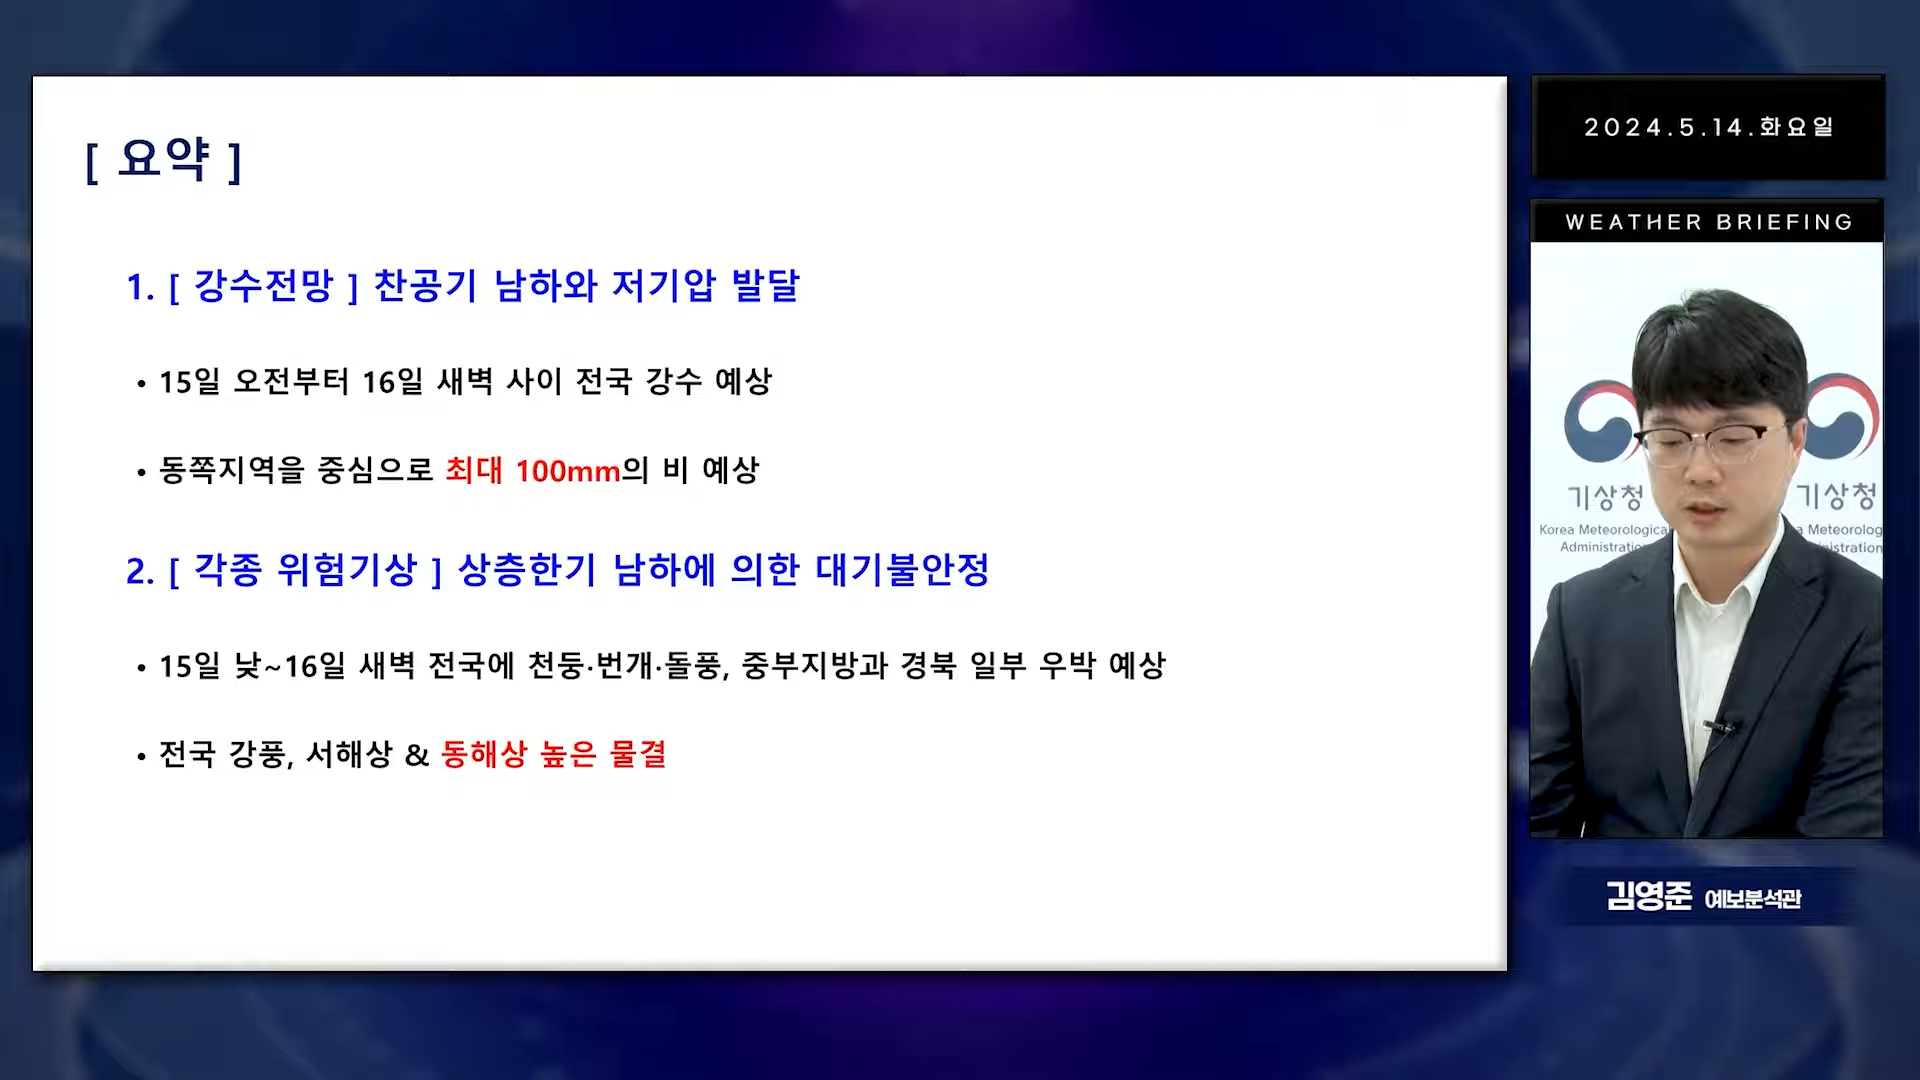 [ 요약 ]
1. [ 강수전망 ] 찬공기 남하와 저기압 발달
• 15일 오전부터 16일 새벽 사이 전국 강수 예상
• 동쪽지역을 중심으로 최대 100mm의 비 예상
2. [ 각종 위험기상 ] 상층한기 남하에 의한 대기불안정
• 15일 낮~16일 새벽 전국에 천둥·번개·돌풍, 중부지방과 경북 일부 우박 예상
• 전국 강풍, 서해상 & 동해상 높은 물결
2024.5.14.화요일
WEATHER BRIEFING
기상청
Korea Meteorological
Administration
기상청
Meteorolog
istration
김영준 예보분석관